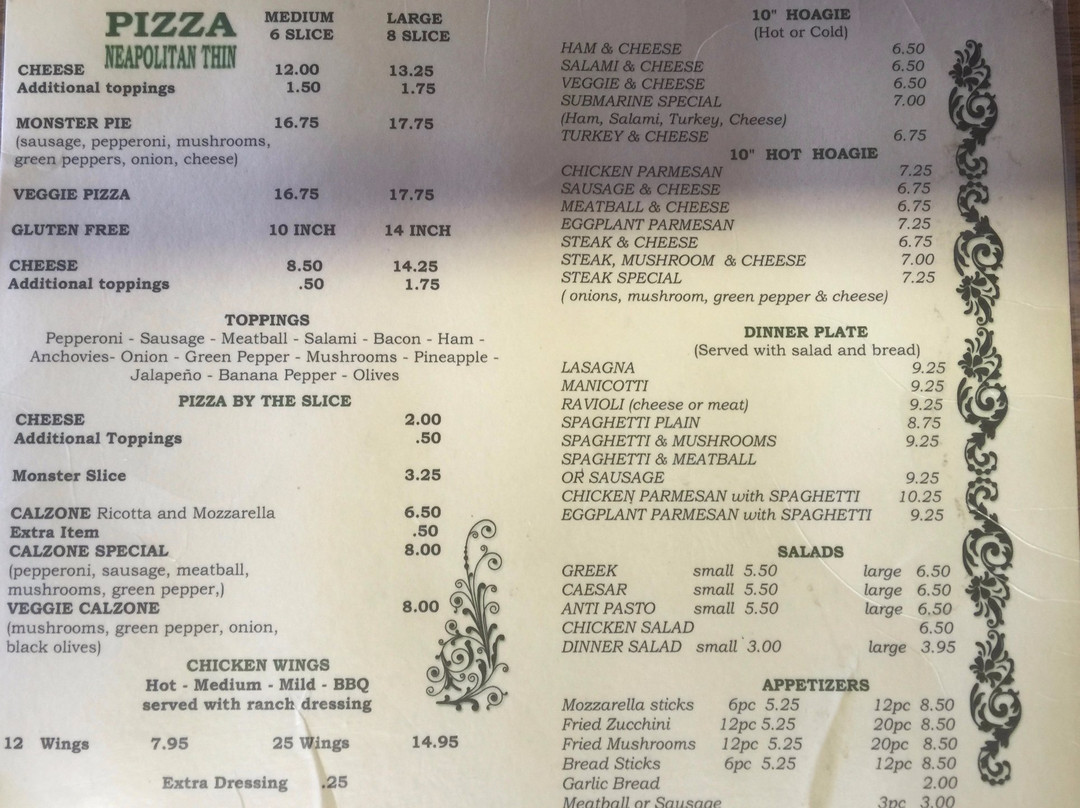 PIZZA MEDIUM LARGE
NEAPOLITAN THIN 6 SLICE 8 SLICE
CHEESE 12.00 13.25
Additional toppings 1.50 1.75
MONSTER PIE 16.75 17.75
(sausage, pepperoni, mushrooms,
green peppers, onion, cheese)
VEGGIE PIZZA 16.75 17.75
GLUTEN FREE 10 INCH 14 INCH
CHEESE 8.50 14.25
Additional toppings .50 1.75
TOPPINGS
Pepperoni - Sausage - Meatball - Salami - Bacon - Ham -
Anchovies- Onion - Green Pepper - Mushrooms - Pineapple -
Jalapeño - Banana Pepper - Olives
PIZZA BY THE SLICE
CHEESE 2.00
Additional Toppings .50
Monster Slice 3.25
CALZONE Ricotta and Mozzarella 6.50
Extra Item .50
CALZONE SPECIAL 8.00
(pepperoni, sausage, meatball,
mushrooms, green pepper,)
VEGGIE CALZONE 8.00
(mushrooms, green pepper, onion,
black olives)
CHICKEN WINGS
Hot - Medium - Mild - BBQ
served with ranch dressing
12 Wings 7.95 25 Wings 14.95
Extra Dressing .25
10" HOAGIE
(Hot or Cold)
HAM & CHEESE 6.50
SALAMI & CHEESE 6.50
VEGGIE & CHEESE 6.50
SUBMARINE SPECIAL 7.00
(Ham, Salami, Turkey, Cheese)
TURKEY & CHEESE 6.75
10" HOT HOAGIE
CHICKEN PARMESAN 7.25
SAUSAGE & CHEESE 6.75
MEATBALL & CHEESE 6.75
EGGPLANT PARMESAN 7.25
STEAK & CHEESE 6.75
STEAK, MUSHROOM & CHEESE 7.00
STEAK SPECIAL 7.25
( onions, mushroom, green pepper & cheese)
DINNER PLATE
(Served with salad and bread)
LASAGNA 9.25
MANICOTTI 9.25
RAVIOLI (cheese or meat) 9.25
SPAGHETTI PLAIN 8.75
SPAGHETTI & MUSHROOMS 9.25
SPAGHETTI & MEATBALL
OR SAUSAGE 9.25
CHICKEN PARMESAN with SPAGHETTI 10.25
EGGPLANT PARMESAN with SPAGHETTI 9.25
SALADS
GREEK small 5.50 large 6.50
CAESAR small 5.50 large 6.50
ANTI PASTO small 5.50 large 6.50
CHICKEN SALAD 6.50
DINNER SALAD small 3.00 large 3.95
APPETIZERS
Mozzarella sticks 6pc 5.25 12pc 8.50
Fried Zucchini 12pc 5.25 20pc 8.50
Fried Mushrooms 12pc 5.25 20pc 8.50
Bread Sticks 6pc 5.25 12pc 8.50
Garlic Bread 2.00
Meatball or Sausage 3pc 3.00